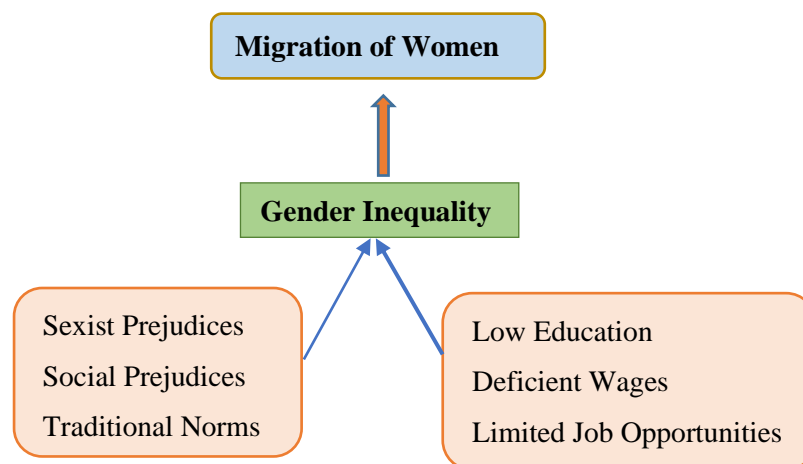 Migration of Women
Gender Inequality
Sexist Prejudices
Social Prejudices
Traditional Norms
Low Education
Deficient Wages
Limited Job Opportunities